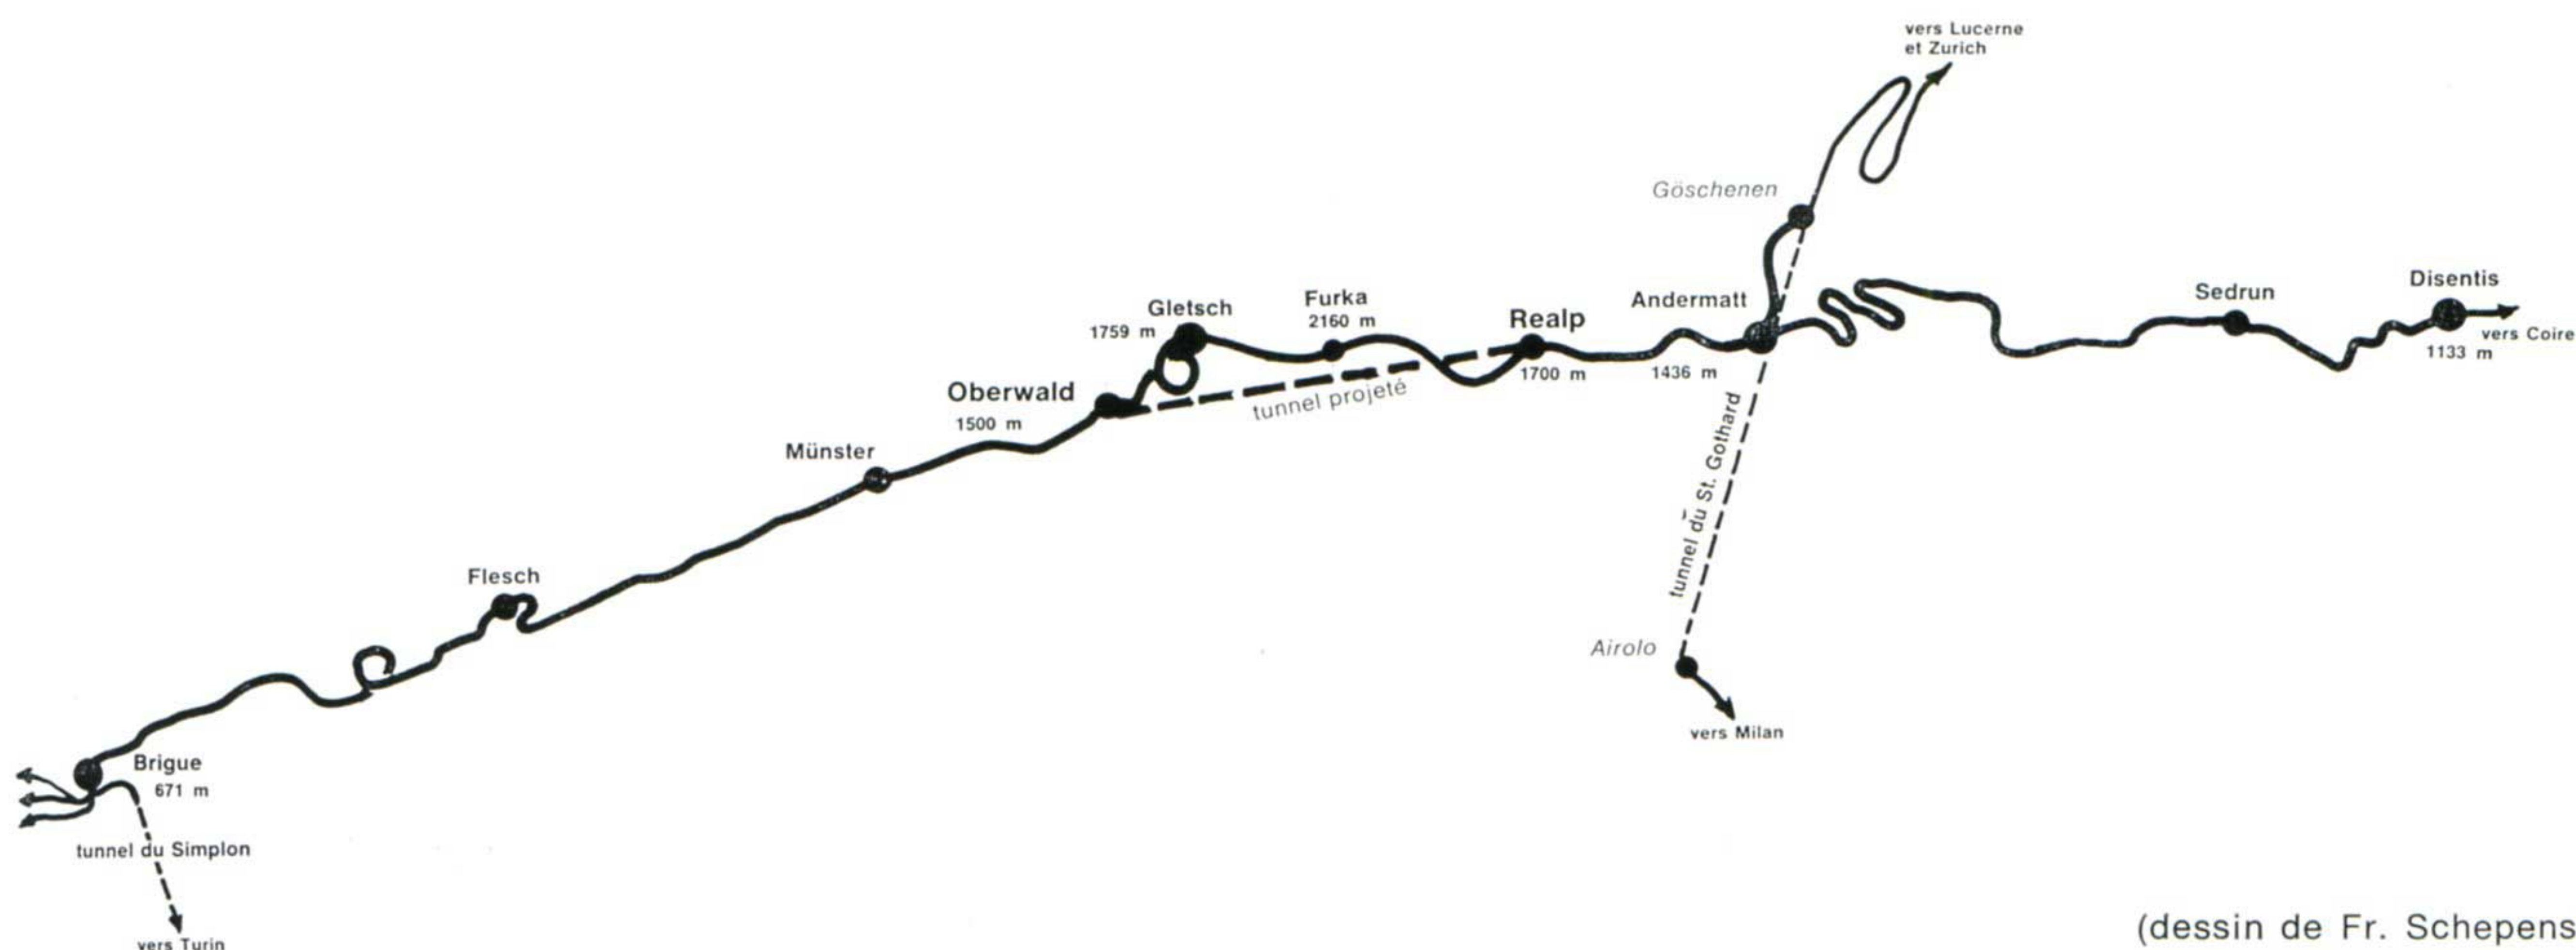 vers Lucerne
et Zurich
Göschenen
Disentis
Sedrun
Furka
2160 m
Andermatt
Gletsch
1759 m
Realp
vers Coire
1133 m
1700 m
1436 m
Oberwald
1500 m
tunnel projeté
Münster
tunnel du St. Gothard
Flesch
Airolo
vers Milan
Brigue
671 m
tunnel du Simplon
vers Turin
(dessin de Fr. Schepens